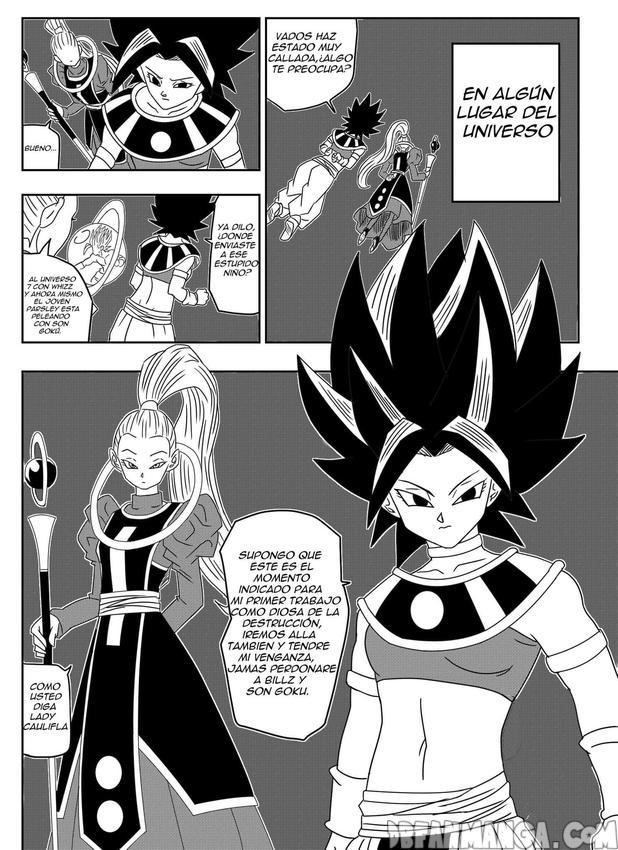 EN ALGÚN
LUGAR DEL
UNIVERSO
VADOS HAZ
ESTADO MUY
CALLADA,¿ALGO
TE PREOCUPA?
BUENO...
YA DILO,
¿DONDE
ENVIASTE
A ESE
ESTUPIDO
NIÑO?
AL UNIVERSO
7 CON WHIZZ
Y AHORA MISMO
EL JOVEN
PARSLEY ESTA
PELEANDO
CON SON
GOKÚ.
SUPONGO QUE
ESTE ES EL
MOMENTO
INDICADO PARA
MI PRIMER TRABAJO
COMO DIOSA DE LA
DESTRUCCIÓN,
IREMOS ALLA
TAMBIEN Y TENDRE
MI VENGANZA,
JAMAS PERDONARE
A BILLZ Y
SON GOKU.
COMO
USTED
DIGA
LADY
CAULIFLA
DBFANMANGA.COM